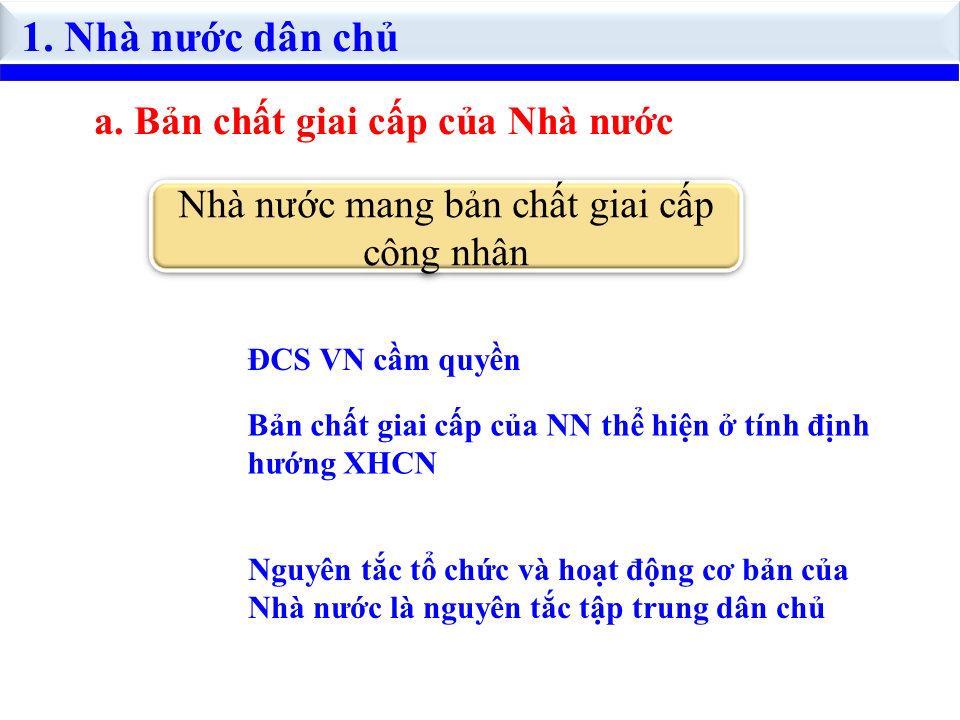 1. Nhà nước dân chủ
a. Bản chất giai cấp của Nhà nước
Nhà nước mang bản chất giai cấp
công nhân
ĐCS VN cầm quyền
Bản chất giai cấp của NN thể hiện ở tính định
hướng XHCN
Nguyên tắc tổ chức và hoạt động cơ bản của
Nhà nước là nguyên tắc tập trung dân chủ